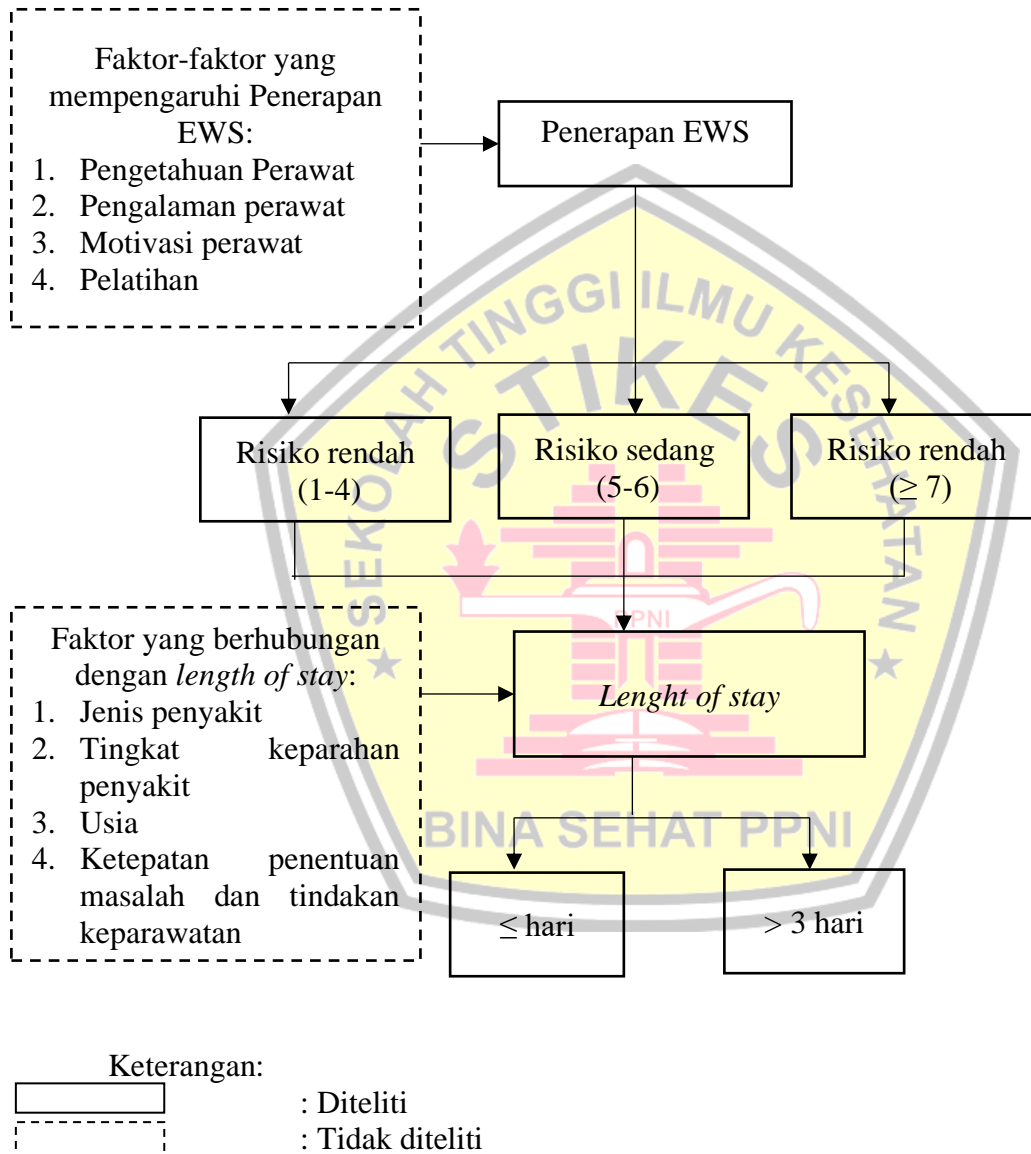 Faktor-faktor yang
mempengaruhi Penerapan
EWS:
1. Pengetahuan Perawat
2. Pengalaman perawat
3. Motivasi perawat
4. Pelatihan
Penerapan EWS
SEKOLAH TINGGI ILMU KESEHATAN
STIKES
Risiko rendah
(1-4)
Risiko sedang
(5-6)
Risiko rendah
(≥ 7)
PPNI
Faktor yang berhubungan
dengan length of stay:
1. Jenis penyakit
2. Tingkat keparahan
penyakit
3. Usia
4. Ketepatan penentuan
masalah dan tindakan
keparawatan
Lenght of stay
BINA SEHAT PPNI
≤ hari
> 3 hari
Keterangan:
: Diteliti
: Tidak diteliti